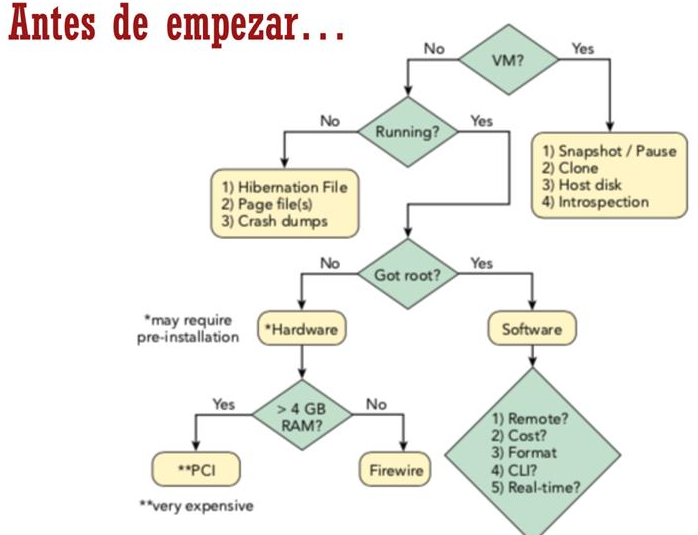 Antes de empezar...
No
VM?
Yes
No
Running?
Yes
1) Snapshot / Pause
2) Clone
3) Host disk
4) Introspection
1) Hibernation File
2) Page file(s)
3) Crash dumps
No
Got root?
Yes
*may require
pre-installation
*Hardware
Software
Yes
> 4 GB
RAM?
No
1) Remote?
2) Cost?
3) Format
4) CLI?
5) Real-time?
**PCI
Firewire
**very expensive